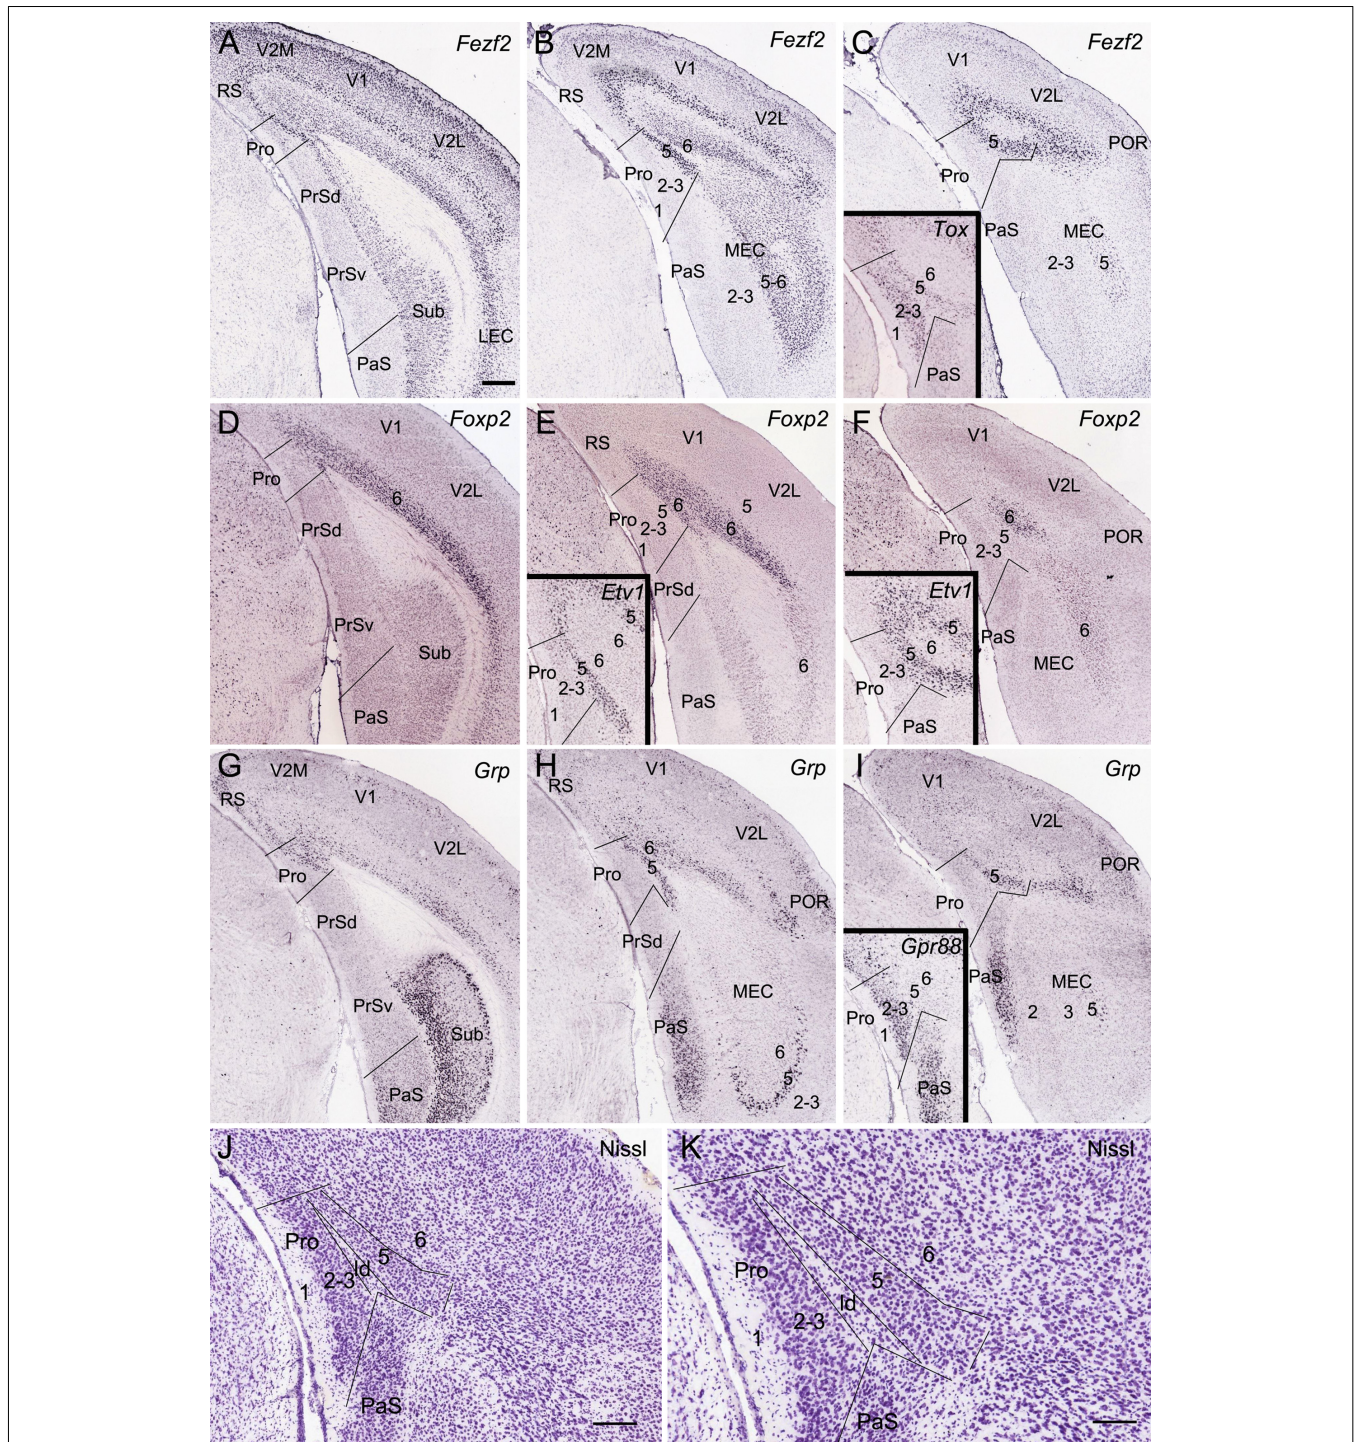 A
Fezf2
V2M
V1
RS
V2L
Pro
PrSd
PrSv
Sub
LEC
PaS
B
Fezf2
V2M
V1
RS
V2L
6
5
Pro
2-3
1
MEC
PaS
5-6
2-3
C
Fezf2
V1
V2L
POR
5
Pro
PaS
MEC
2-3
5
Tox
6
5
2-3
1
PaS
D
Foxp2
V1
Pro
V2L
6
PrSd
PrSv
Sub
PaS
E
Foxp2
RS
V1
V2L
5
6
5
Pro
2-3
6
1
PrSd
6
PaS
Etv1
5
6
6
5
Pro
2-3
1
F
Foxp2
V1
V2L
POR
6
5
Pro
2-3
PaS
6
MEC
Etv1
5
6
5
2-3
Pro
PaS
G
Grp
V2M
RS
V1
V2L
Pro
PrSd
PrSv
Sub
PaS
H
Grp
V1
RS
V2L
6
5
Pro
POR
PrSd
MEC
PaS
6
5
2-3
I
Grp
V1
V2L
POR
5
Pro
PaS
MEC
2 3 5
Gpr88
6
5
2-3
Pro
1
PaS
J
Nissl
Pro
6
5
ld
2-3
1
PaS
K
Nissl
6
Pro
5
ld
2-3
1
PaS